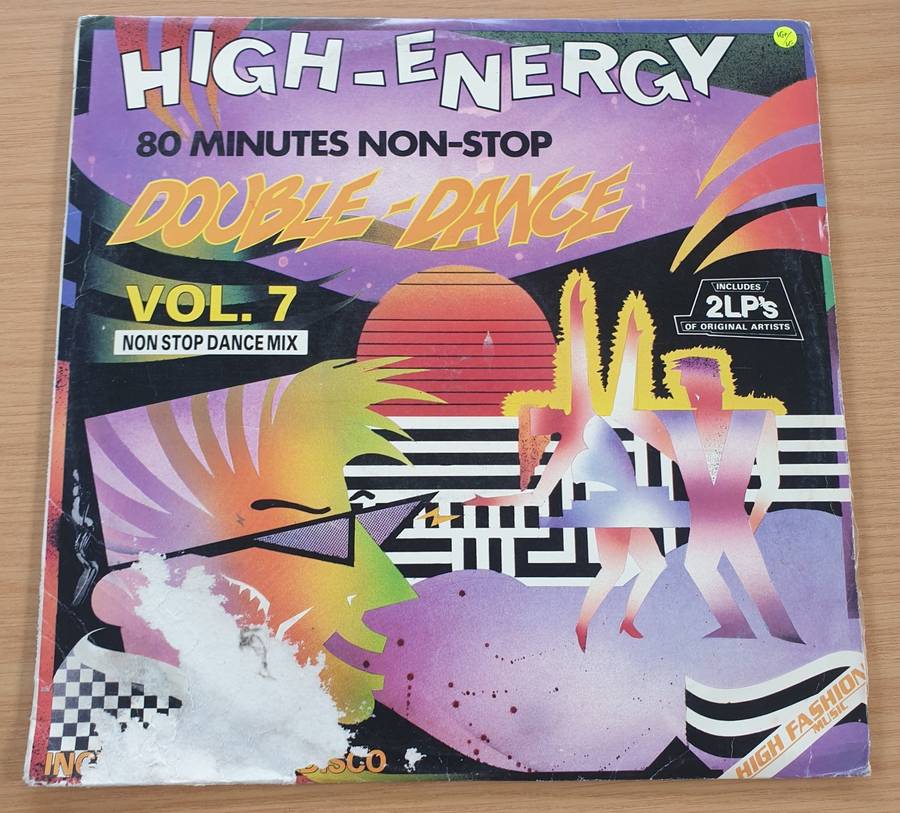 HIGH-ENERGY
80 MINUTES NON-STOP
DOUBLE-DANCE
VOL. 7
NON STOP DANCE MIX
INCLUDES
2LP's
OF ORIGINAL ARTISTS
HIGH FASHION
MUSIC